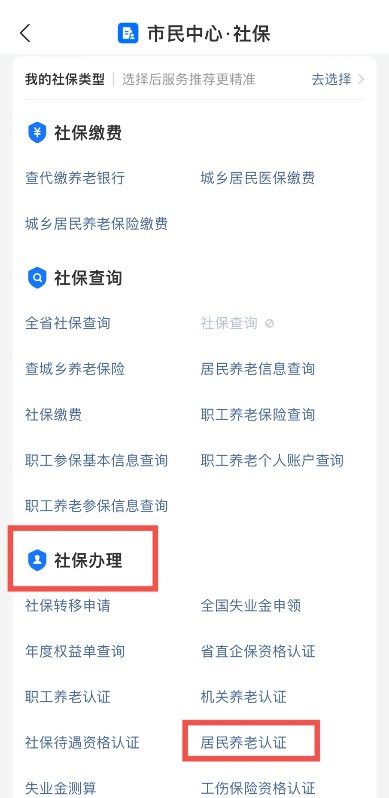 市民中心·社保
我的社保类型 选择后服务推荐更精准 去选择
社保缴费
查代缴养老银行 城乡居民医保缴费
城乡居民养老保险缴费
社保查询
全省社保查询 社保查询
查城乡养老保险 居民养老信息查询
社保缴费 职工养老保险查询
职工参保基本信息查询 职工养老个人账户查询
职工养老参保信息查询
社保办理
社保转移申请 全国失业金申领
年度权益单查询 省直企保资格认证
职工养老认证 机关养老认证
社保待遇资格认证 居民养老认证
失业金测算 工伤保险资格认证